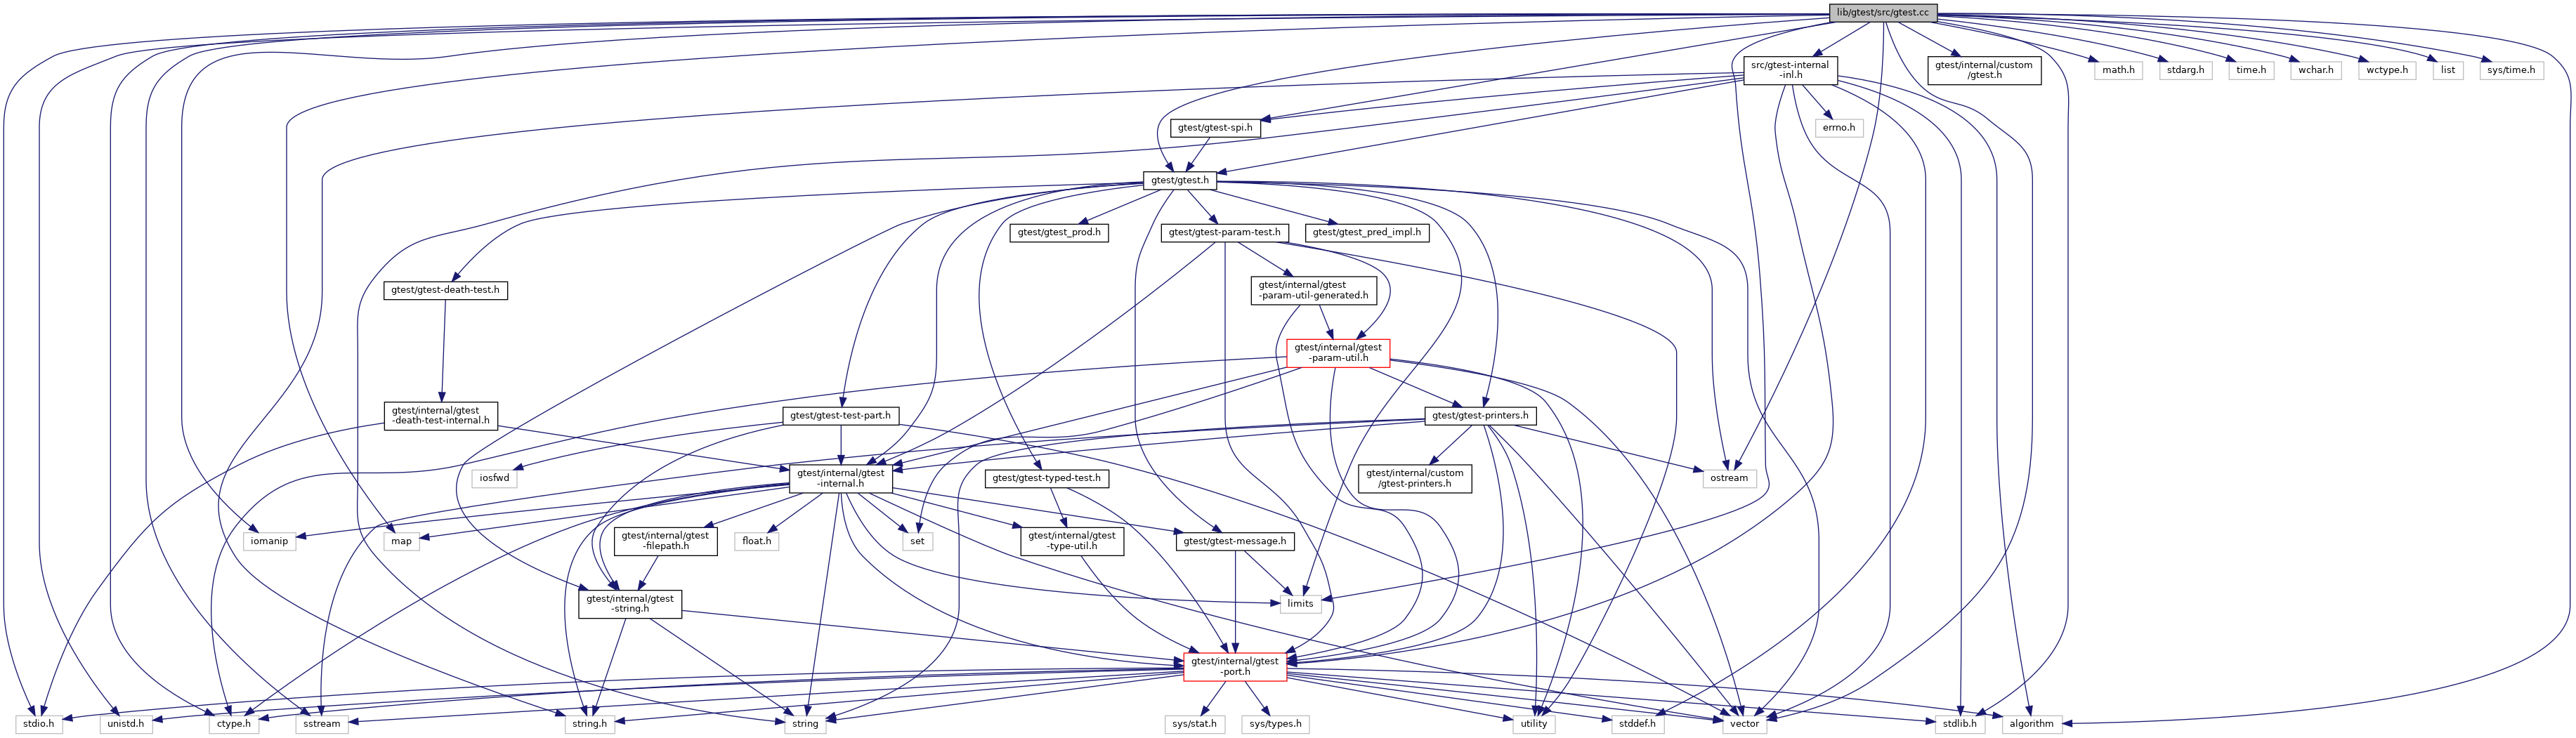 lib/gtest/src/gtest.cc
src/gtest-internal
-inl.h
gtest/internal/custom
/gtest.h
math.h
stdarg.h
time.h
wchar.h
wctype.h
list
sys/time.h
gtest/gtest-spi.h
errno.h
gtest/gtest.h
gtest/gtest_prod.h
gtest/gtest-param-test.h
gtest/gtest_pred_impl.h
gtest/gtest-death-test.h
gtest/internal/gtest
-param-util-generated.h
gtest/internal/gtest
-param-util.h
gtest/internal/gtest
-death-test-internal.h
gtest/gtest-test-part.h
gtest/gtest-printers.h
iosfwd
gtest/internal/gtest
-internal.h
gtest/gtest-typed-test.h
gtest/internal/custom
/gtest-printers.h
ostream
iomanip
map
gtest/internal/gtest
-filepath.h
float.h
set
gtest/internal/gtest
-type-util.h
gtest/gtest-message.h
gtest/internal/gtest
-string.h
limits
gtest/internal/gtest
-port.h
stdio.h
unistd.h
ctype.h
sstream
string.h
string
sys/stat.h
sys/types.h
utility
stddef.h
vector
stdlib.h
algorithm